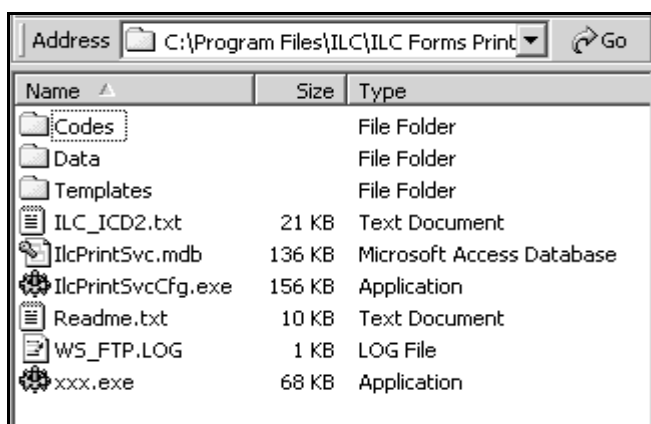 Address C:\Program Files\ILC\ILC Forms Print Go
Name Size Type
Codes File Folder
Data File Folder
Templates File Folder
ILC_ICD2.txt 21 KB Text Document
IlcPrintSvc.mdb 136 KB Microsoft Access Database
IlcPrintSvcCfg.exe 156 KB Application
Readme.txt 10 KB Text Document
WS_FTP.LOG 1 KB LOG File
xxx.exe 68 KB Application